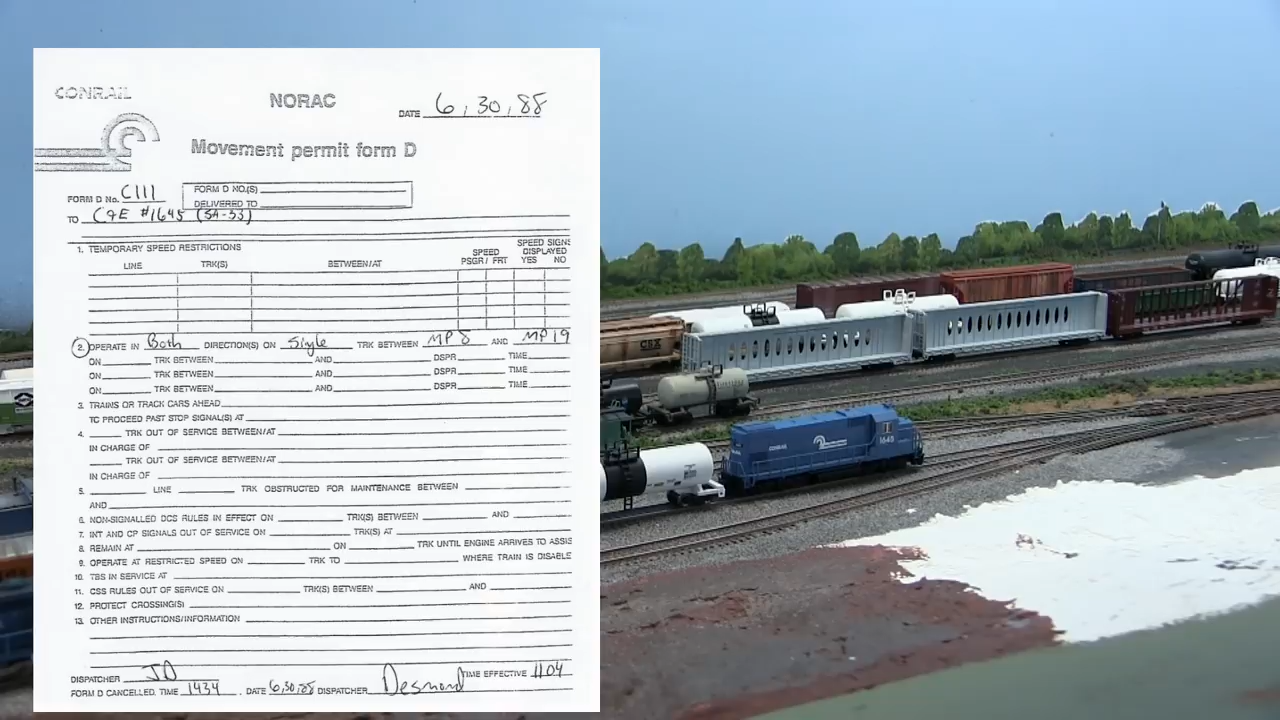 CONRAIL
NORAC
DATE 6, 30, 88
Movement permit form D
FORM D No. C111 FORM D NO.(S)
DELIVERED TO
TO C&E #1648 (SA-53)
1. TEMPORARY SPEED RESTRICTIONS SPEED SPEED SIGNS DISPLAYED
LINE TRK(S) BETWEEN/AT PSGR/ FRT YES NO
2. OPERATE IN Both DIRECTION(S) ON Single TRK BETWEEN MP 8 AND MP 19
ON TRK BETWEEN AND DSPR TIME
ON TRK BETWEEN AND DSPR TIME
ON TRK BETWEEN AND DSPR TIME
3. TRAINS OR TRACK CARS AHEAD
TO PROCEED PAST STOP SIGNAL(S) AT
4. TRK OUT OF SERVICE BETWEEN/AT
IN CHARGE OF
TRK OUT OF SERVICE BETWEEN/AT
IN CHARGE OF
5. LINE TRK OBSTRUCTED FOR MAINTENANCE BETWEEN
AND
6. NON-SIGNALLED DCS RULES IN EFFECT ON TRK(S) BETWEEN AND
7. INT AND CP SIGNALS OUT OF SERVICE ON TRK(S) AT
8. REMAIN AT ON TRK UNTIL ENGINE ARRIVES TO ASSIS
9. OPERATE AT RESTRICTED SPEED ON TRK TO WHERE TRAIN IS DISABLE
10. TBS IN SERVICE AT
11. CSS RULES OUT OF SERVICE ON TRK(S) BETWEEN AND
12. PROTECT CROSSING(S)
13. OTHER INSTRUCTIONS/INFORMATION
DISPATCHER JD TIME EFFECTIVE 1104
FORM D CANCELLED. TIME 1434 . DATE 6,30,88 DISPATCHER Desmond
CSX
CONRAIL
1648